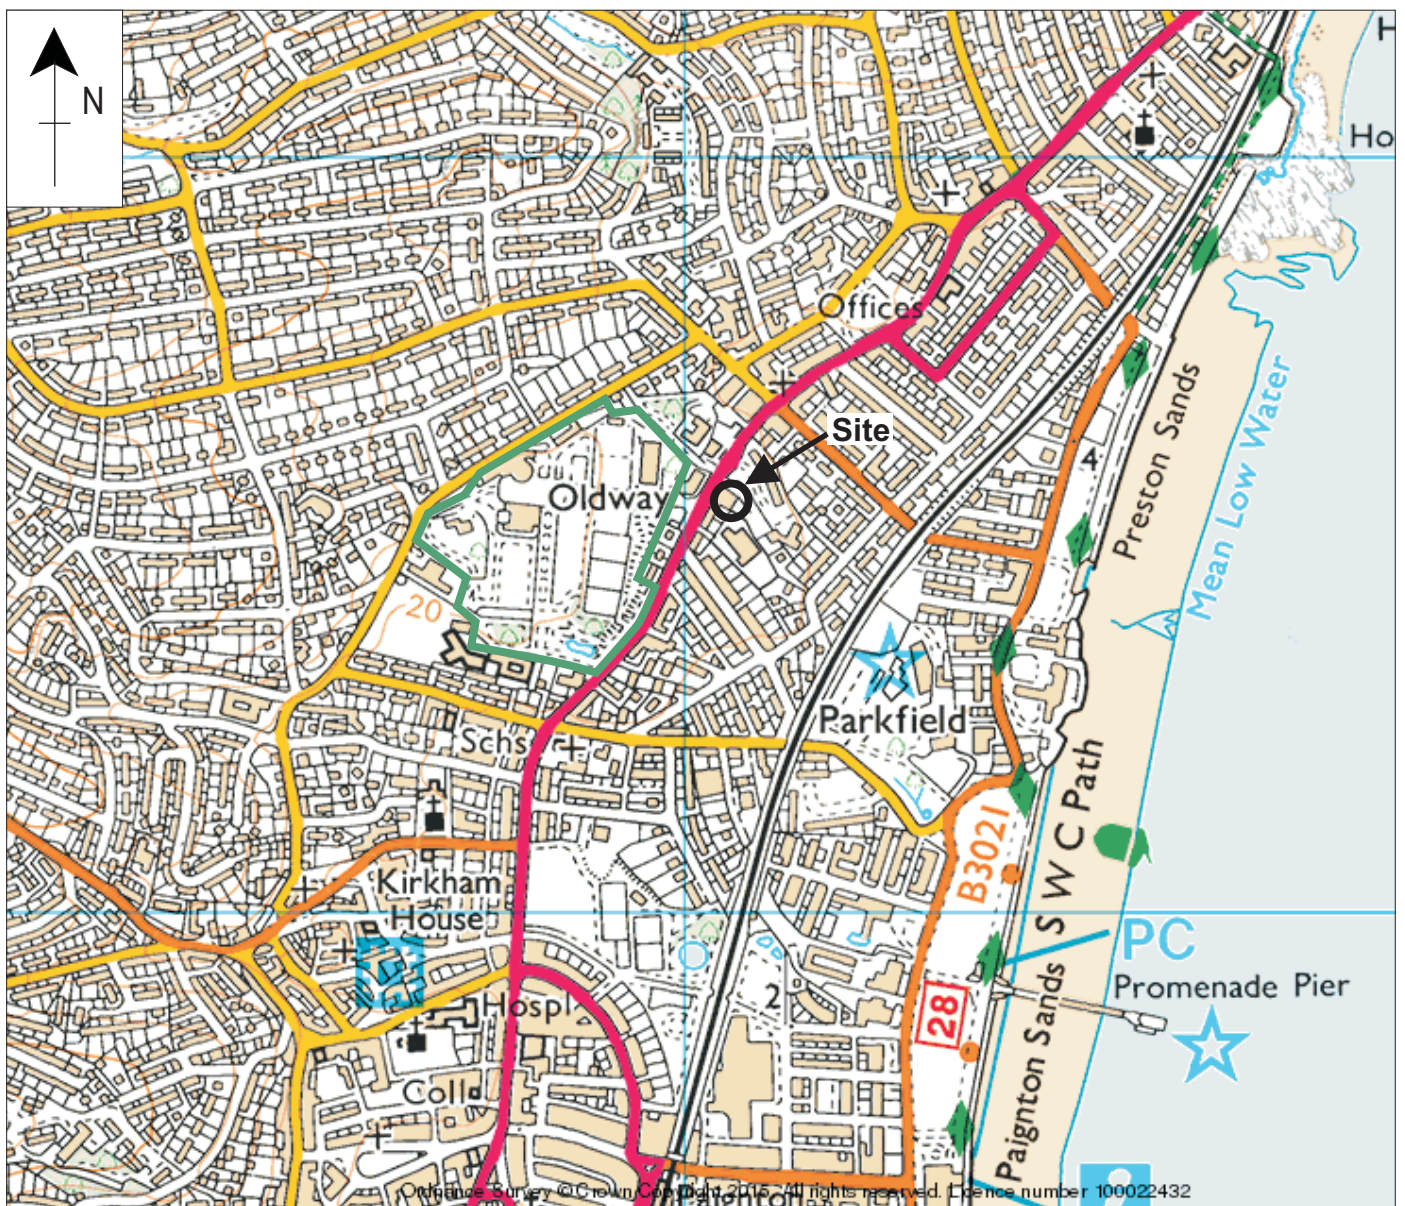 N
H
Ho
Offices
Site
Oldway
Preston Sands
Mean Low Water
4
20
Parkfield
Schs
S W C Path
B3021
Kirkham
House
PC
Promenade Pier
28
2
Hospl
Paignton Sands
Coll
Ordnance Survey © Crown Copyright 2015. All rights reserved. Licence number 100022432